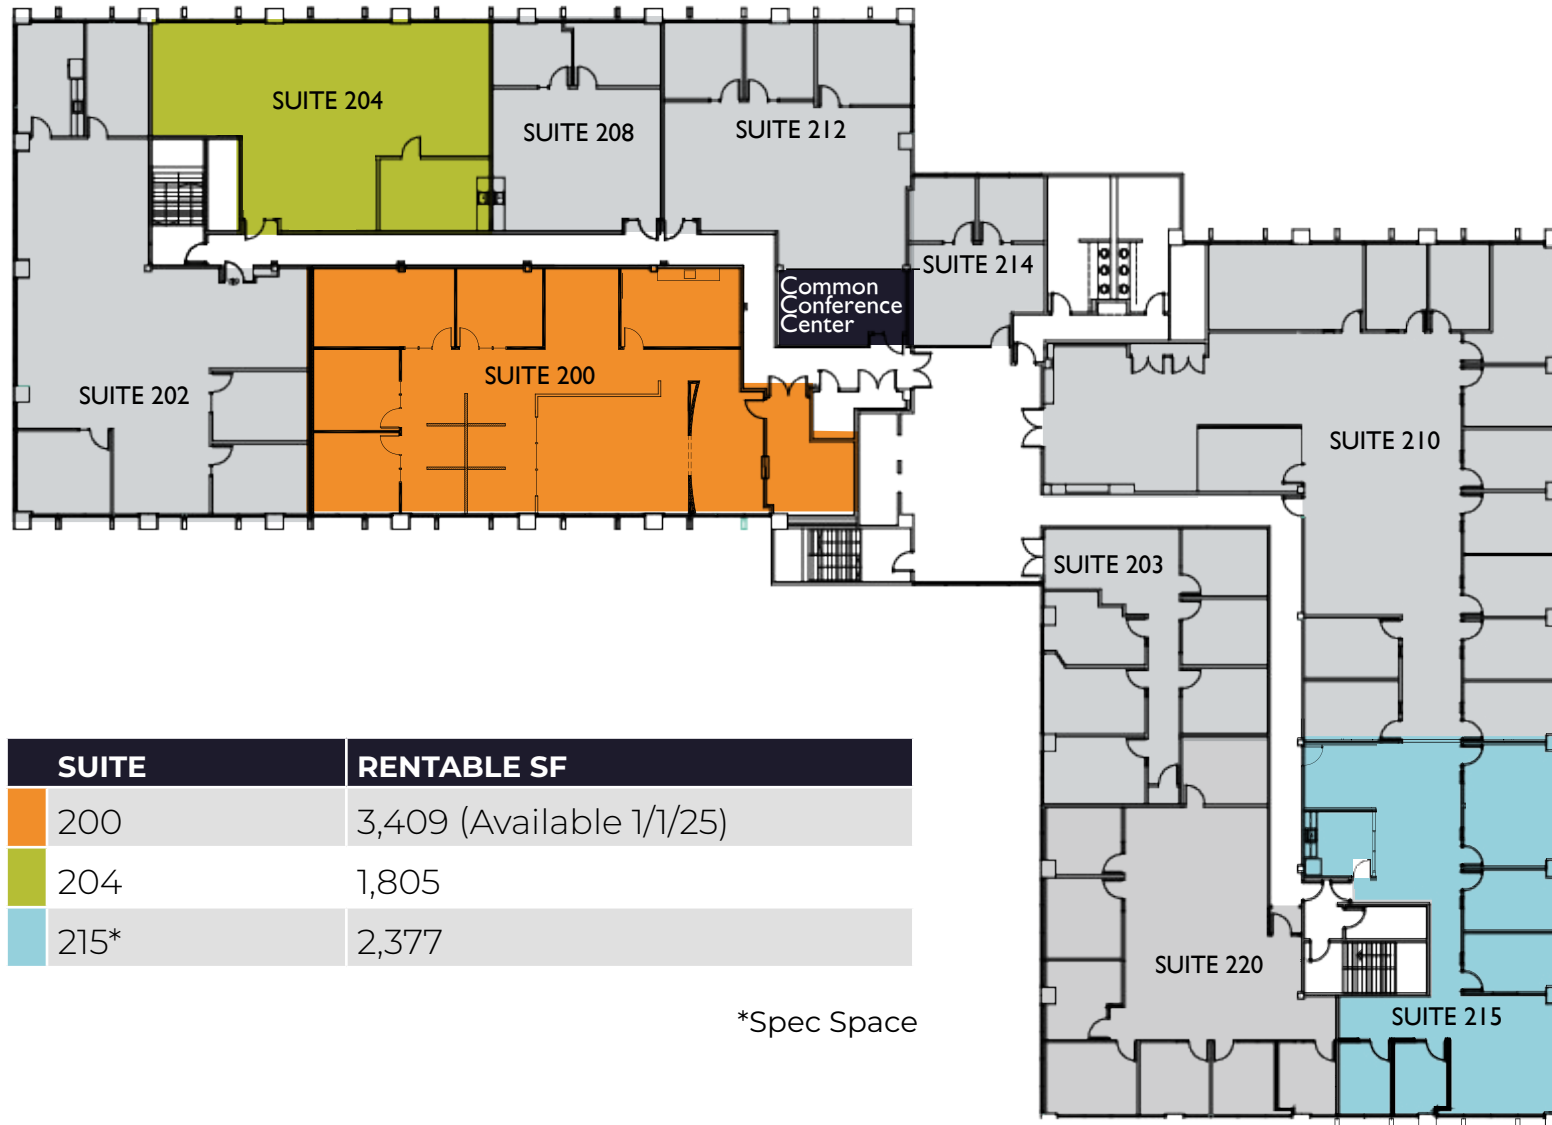 SUITE 204
SUITE 208
SUITE 212
SUITE 214
Common
Conference
Center
SUITE 202
SUITE 200
SUITE 210
SUITE 203
SUITE 220
SUITE 215
SUITE RENTABLE SF
200 3,409 (Available 1/1/25)
204 1,805
215* 2,377
*Spec Space